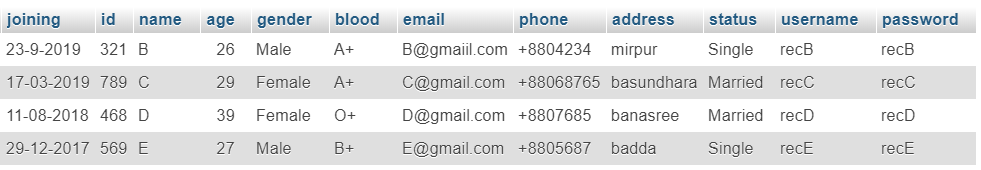 joining id name age gender blood email phone address status username password
23-9-2019 321 B 26 Male A+ B@gmaiil.com +8804234 mirpur Single recB recB
17-03-2019 789 C 29 Female A+ C@gmail.com +88068765 basundhara Married recC recC
11-08-2018 468 D 39 Female O+ D@gmail.com +8807685 banasree Married recD recD
29-12-2017 569 E 27 Male B+ E@gmail.com +8805687 badda Single recE recE